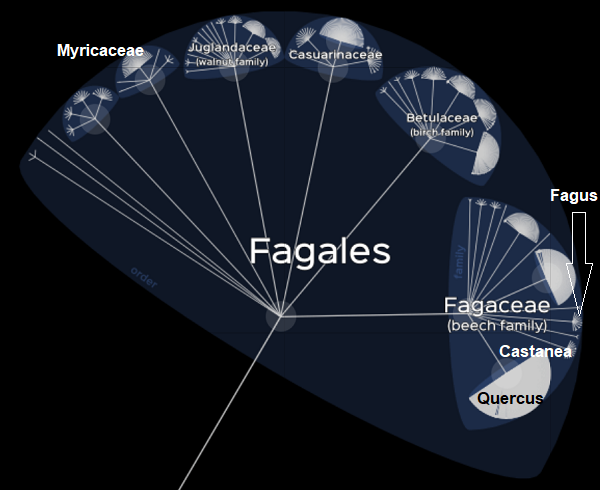 Myricaceae
Juglandaceae
(walnut family)
Casuarinaceae
Betulaceae
(birch family)
Fagus
Fagales
family
order
Fagaceae
(beech family)
Castanea
Quercus